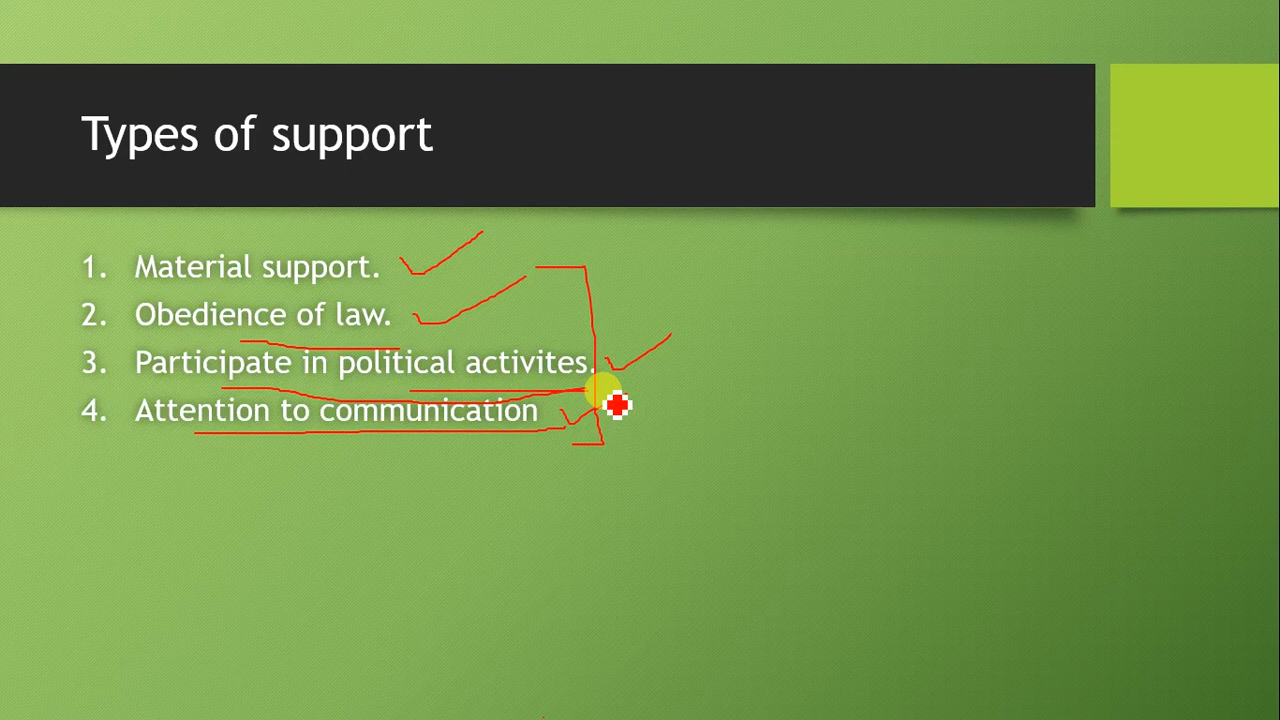 Types of support
1. Material support.
2. Obedience of law.
3. Participate in political activites.
4. Attention to communication